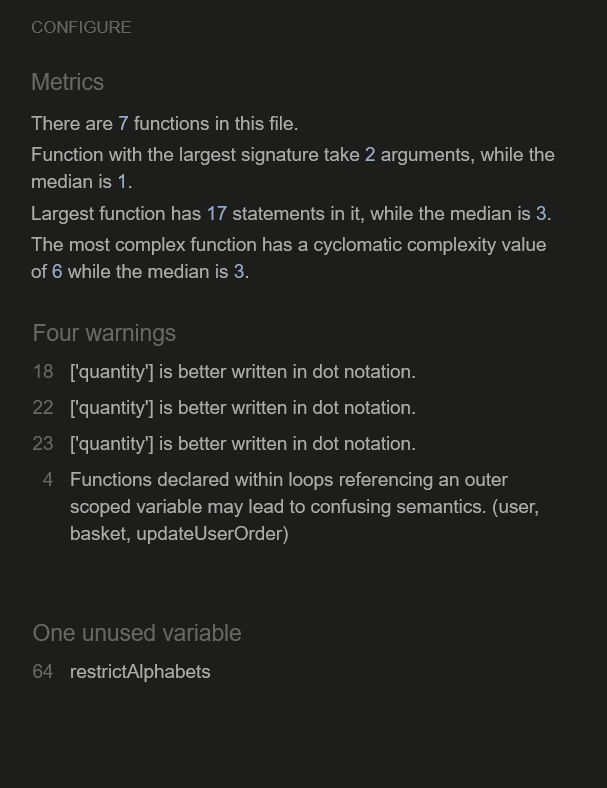 CONFIGURE
Metrics
There are 7 functions in this file.
Function with the largest signature take 2 arguments, while the
median is 1.
Largest function has 17 statements in it, while the median is 3.
The most complex function has a cyclomatic complexity value
of 6 while the median is 3.
Four warnings
18 ['quantity'] is better written in dot notation.
22 ['quantity'] is better written in dot notation.
23 ['quantity'] is better written in dot notation.
4 Functions declared within loops referencing an outer
scoped variable may lead to confusing semantics. (user,
basket, updateUserOrder)
One unused variable
64 restrictAlphabets